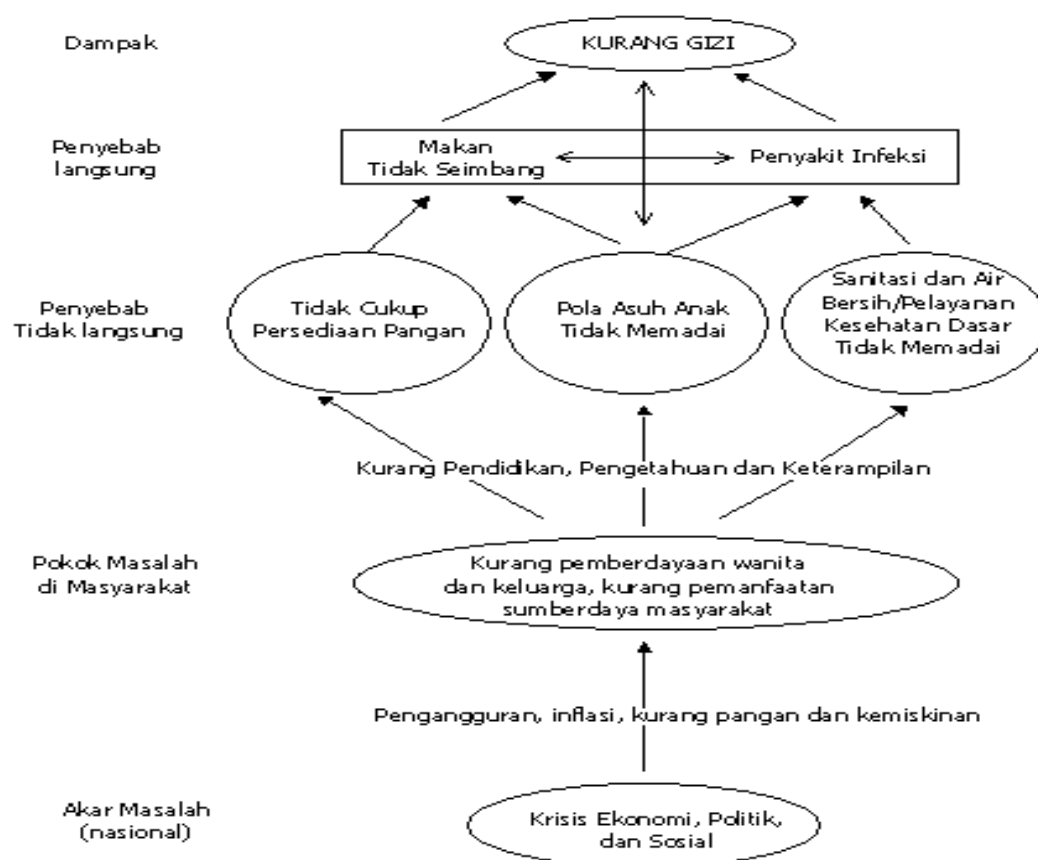 Dampak
KURANG GIZI
Penyebab
langsung
Makan
Tidak Seimbang
Penyakit Infeksi
Penyebab
Tidak langsung
Tidak Cukup
Persediaan Pangan
Pola Asuh Anak
Tidak Memadai
Sanitasi dan Air
Bersih/Pelayanan
Kesehatan Dasar
Tidak Memadai
Kurang Pendidikan, Pengetahuan dan Keterampilan
Pokok Masalah
di Masyarakat
Kurang pemberdayaan wanita
dan keluarga, kurang pemanfaatan
sumberdaya masyarakat
Pengangguran, inflasi, kurang pangan dan kemiskinan
Akar Masalah
(nasional)
Krisis Ekonomi, Politik,
dan Sosial